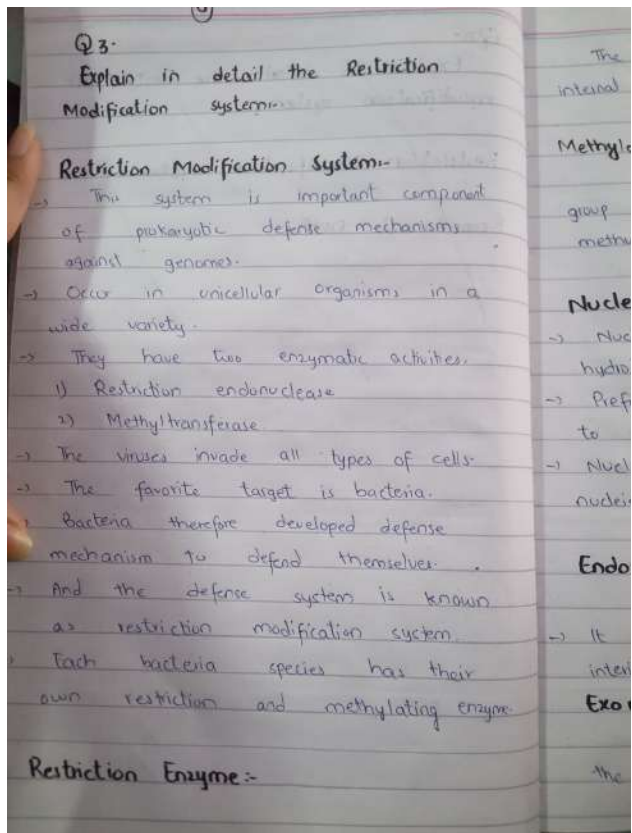 Q3.
Explain in detail the Restriction
Modification system:-
Restriction Modification System:-
→ This system is important component
of prokaryotic defense mechanisms
against genomes.
→ Occur in unicellular organisms in a
wide variety.
→ They have two enzymatic activities.
1) Restriction endonuclease
2) Methyltransferase
→ The viruses invade all types of cells.
→ The favorite target is bacteria.
→ Bacteria therefore developed defense
mechanism to defend themselves.
→ And the defense system is known
as restriction modification system.
→ Each bacteria species has their
own restriction and methylating enzyme.
Restriction Enzyme:-
The
internal
Methyl
group
meth
Nucle
→ Nuc
hydro
→ Pref
to
→ Nucl
nucleis
Endo
→ It
inter
Exo
the